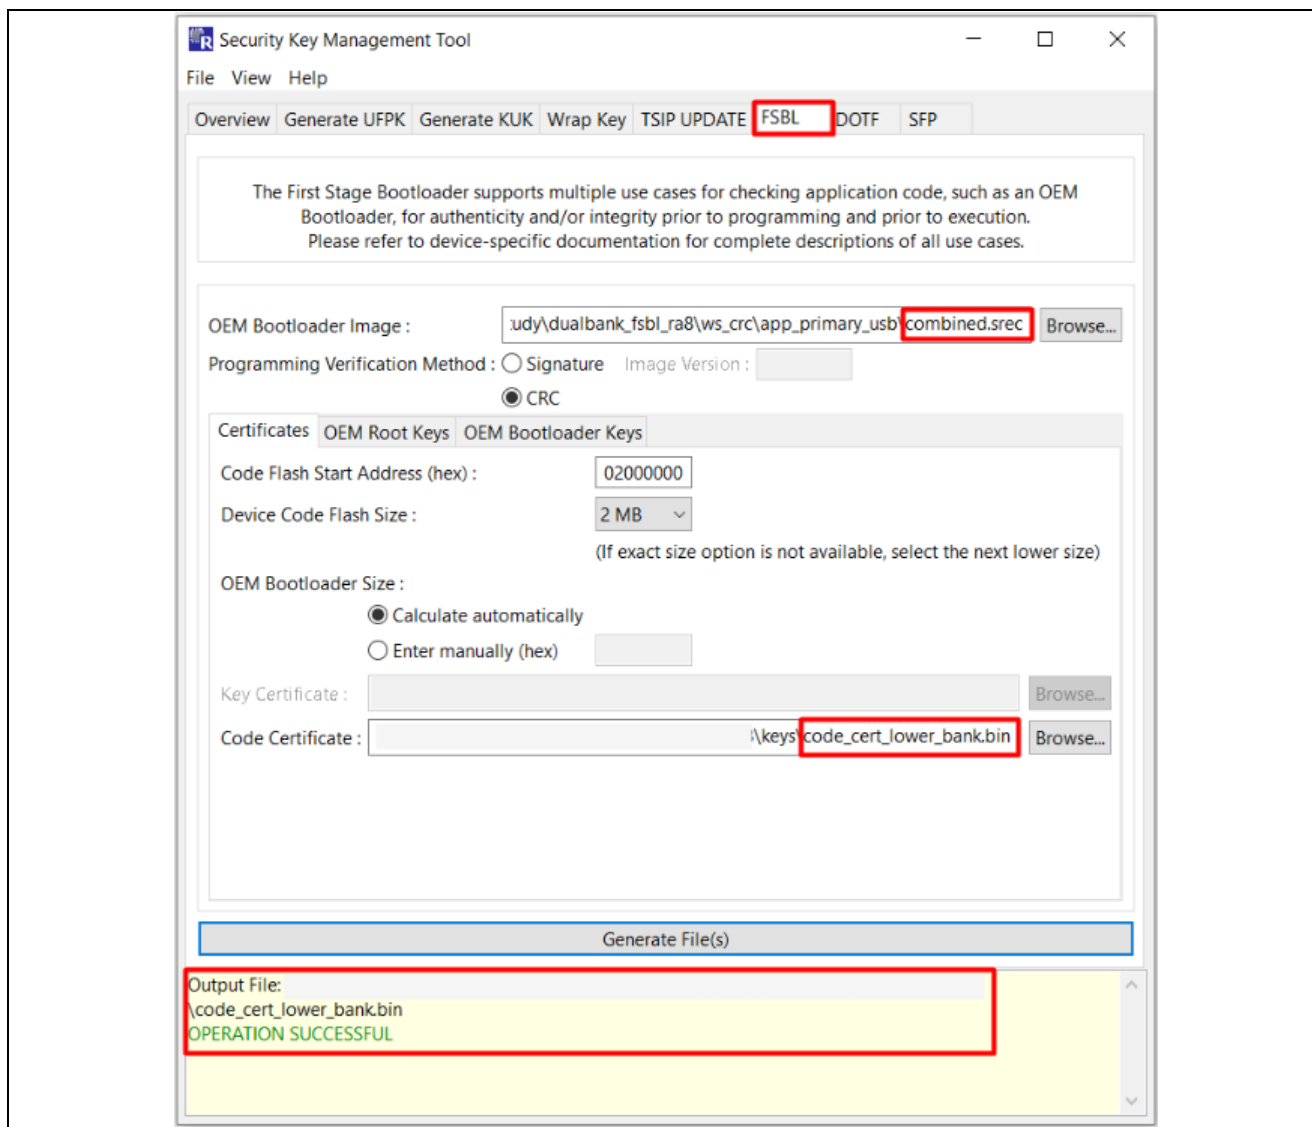 Security Key Management Tool
File View Help
Overview Generate UFPK Generate KUK Wrap Key TSIP UPDATE FSBL DOTF SFP
The First Stage Bootloader supports multiple use cases for checking application code, such as an OEM
Bootloader, for authenticity and/or integrity prior to programming and prior to execution.
Please refer to device-specific documentation for complete descriptions of all use cases.
OEM Bootloader Image : udy\dualbank_fsbl_ra8\ws_crc\app_primary_usb\combined.srec Browse...
Programming Verification Method : Signature Image Version :
CRC
Certificates OEM Root Keys OEM Bootloader Keys
Code Flash Start Address (hex) : 02000000
Device Code Flash Size : 2 MB
(If exact size option is not available, select the next lower size)
OEM Bootloader Size :
Calculate automatically
Enter manually (hex)
Key Certificate : Browse...
Code Certificate : \keys\code_cert_lower_bank.bin Browse...
Generate File(s)
Output File:
\code_cert_lower_bank.bin
OPERATION SUCCESSFUL